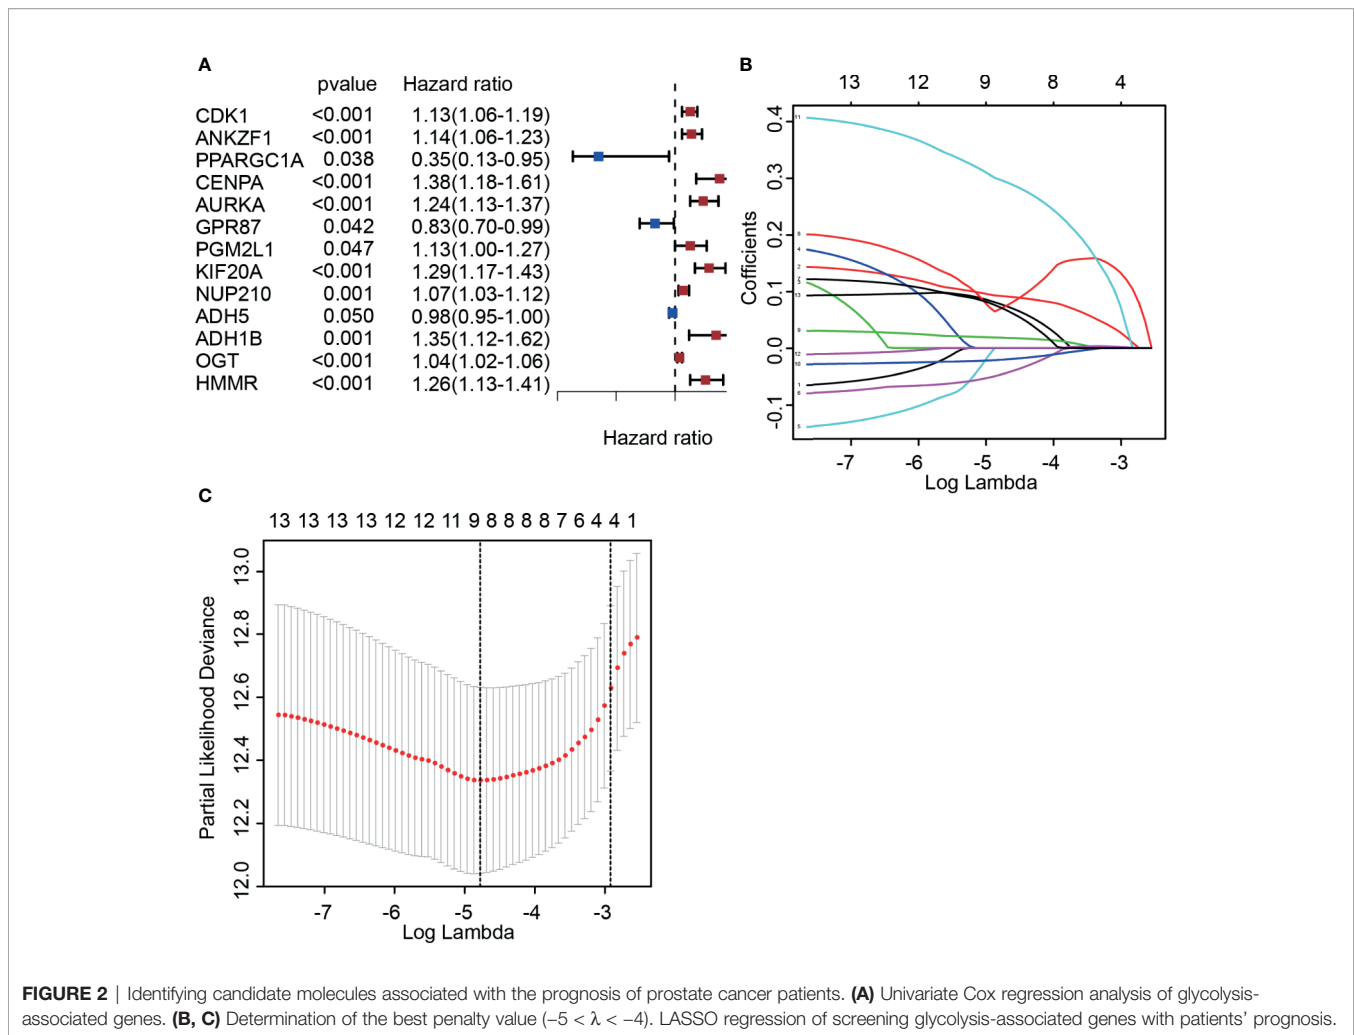 A
pvalue Hazard ratio
CDK1 <0.001 1.13(1.06-1.19)
ANKZF1 <0.001 1.14(1.06-1.23)
PPARGC1A 0.038 0.35(0.13-0.95)
CENPA <0.001 1.38(1.18-1.61)
AURKA <0.001 1.24(1.13-1.37)
GPR87 0.042 0.83(0.70-0.99)
PGM2L1 0.047 1.13(1.00-1.27)
KIF20A <0.001 1.29(1.17-1.43)
NUP210 0.001 1.07(1.03-1.12)
ADH5 0.050 0.98(0.95-1.00)
ADH1B 0.001 1.35(1.12-1.62)
OGT <0.001 1.04(1.02-1.06)
HMMR <0.001 1.26(1.13-1.41)
Hazard ratio
B
13 12 9 8 4
0.4
0.3
0.2
0.1
0.0
-0.1
Cofficients
11
8
4
2
13
9
12
10
1
6
5
-7 -6 -5 -4 -3
Log Lambda
C
13 13 13 13 12 12 11 9 8 8 8 8 7 6 4 4 1
13.0
12.8
12.6
12.4
12.2
12.0
Partial Likelihood Deviance
-7 -6 -5 -4 -3
Log Lambda
FIGURE 2 | Identifying candidate molecules associated with the prognosis of prostate cancer patients. (A) Univariate Cox regression analysis of glycolysis-
associated genes. (B, C) Determination of the best penalty value (−5 < λ < −4). LASSO regression of screening glycolysis-associated genes with patients’ prognosis.